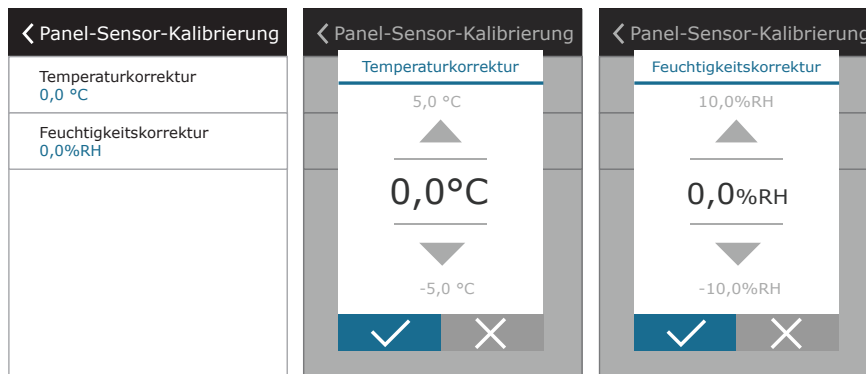 Panel-Sensor-Kalibrierung
Temperaturkorrektur
0,0 °C
Feuchtigkeitskorrektur
0,0%RH
Panel-Sensor-Kalibrierung
Temperaturkorrektur
5,0 °C
0,0°C
-5,0 °C
Panel-Sensor-Kalibrierung
Feuchtigkeitskorrektur
10,0%RH
0,0%RH
-10,0%RH